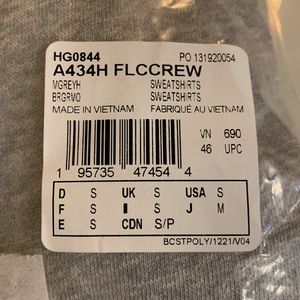 HG0844 PO 131920054
A434H FLCCREW
MGREYH SWEATSHIRTS
BRGRMO SWEATSHIRTS
MADE IN VIETNAM FABRIQUÉ AU VIETNAM
VN 690
46 UPC
1 95735 47454 4
D S UK S USA S
F S I S J M
E S CDN S/P
BCSTPOLY/1221/V04